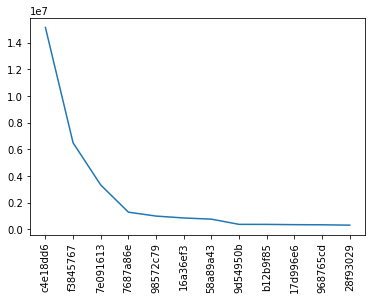 1e7
1.4
1.2
1.0
0.8
0.6
0.4
0.2
0.0
c4e18dd6
f3845767
7e091613
7687a86e
98572c79
16a36ef3
58a89a43
9d54950b
b12b9f85
17d996e6
968765cd
28f93029